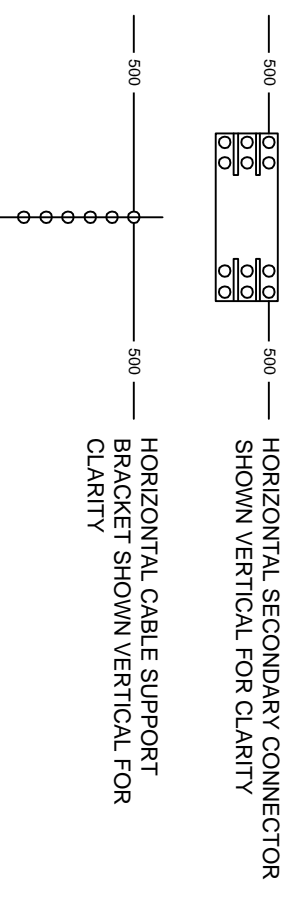 500
500
HORIZONTAL SECONDARY CONNECTOR
SHOWN VERTICAL FOR CLARITY
500
500
HORIZONTAL CABLE SUPPORT
BRACKET SHOWN VERTICAL FOR
CLARITY